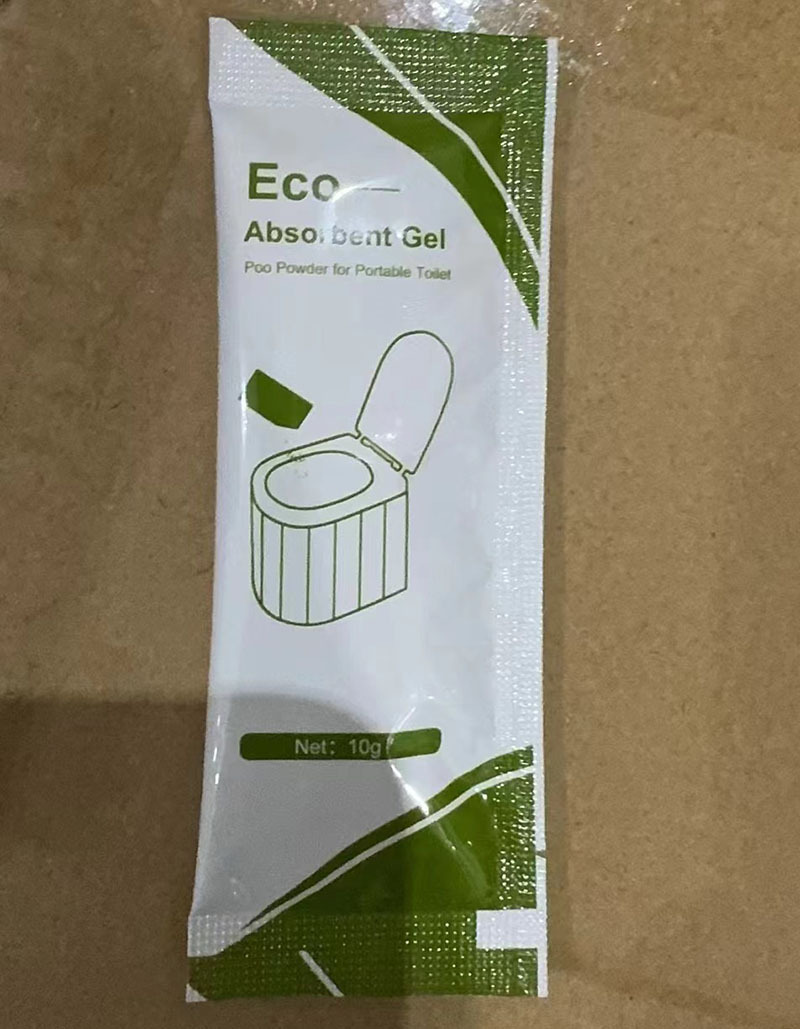 Eco —
Absorbent Gel
Poo Powder for Portable Toilet
Net: 10g